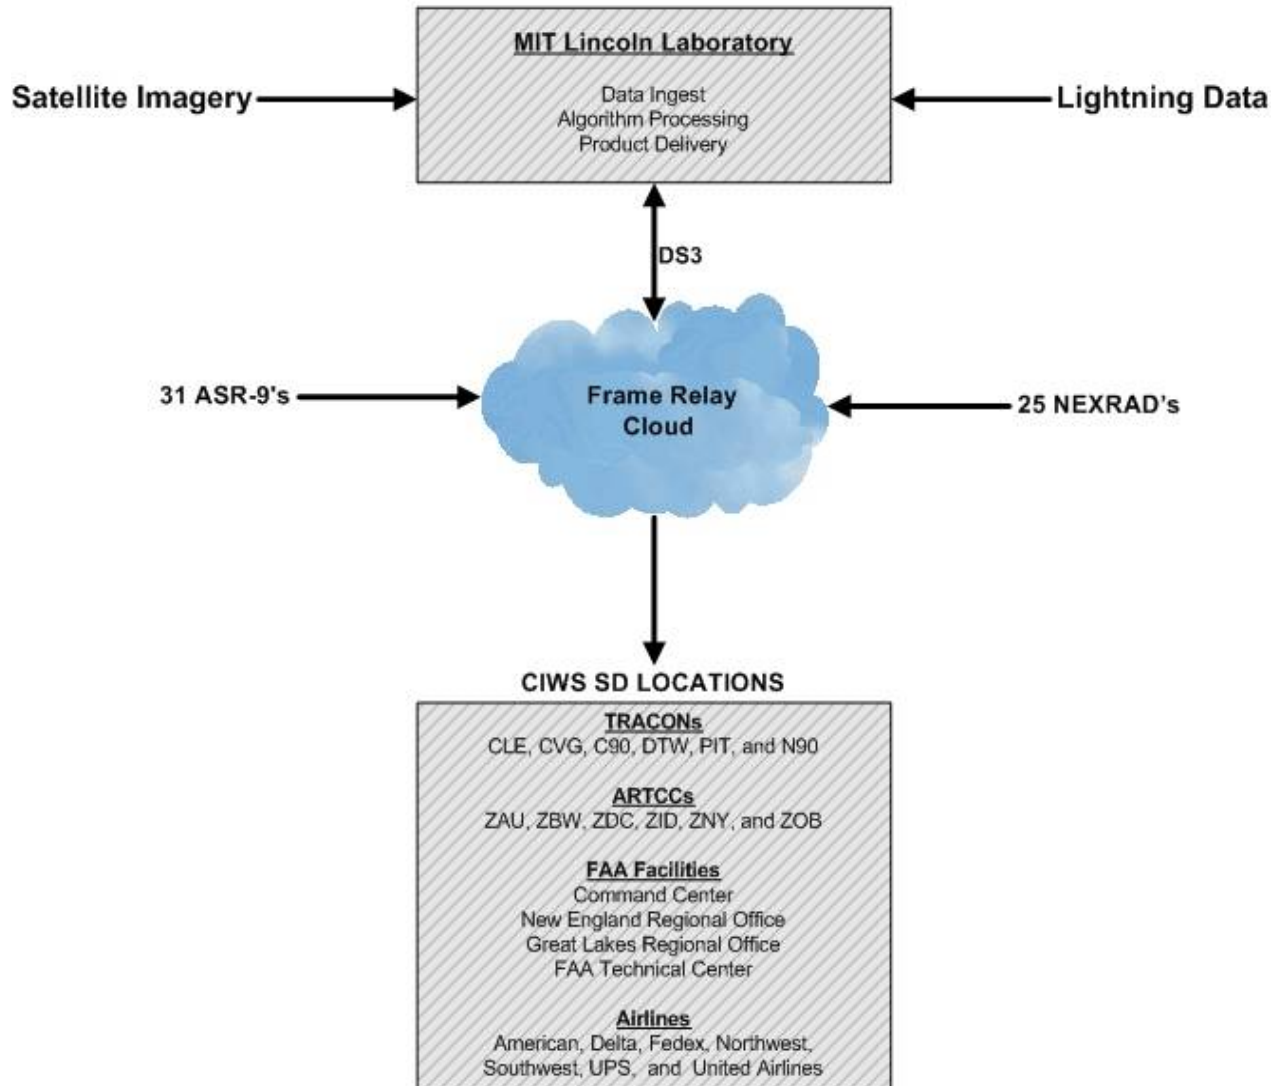 MIT Lincoln Laboratory
Satellite Imagery
Data Ingest
Algorithm Processing
Product Delivery
Lightning Data
DS3
31 ASR-9's
Frame Relay
Cloud
25 NEXRAD's
CIWS SD LOCATIONS
TRACONs
CLE, CVG, C90, DTW, PIT, and N90
ARTCCs
ZAU, ZBW, ZDC, ZID, ZNY, and ZOB
FAA Facilities
Command Center
New England Regional Office
Great Lakes Regional Office
FAA Technical Center
Airlines
American, Delta, Fedex, Northwest,
Southwest, UPS, and United Airlines